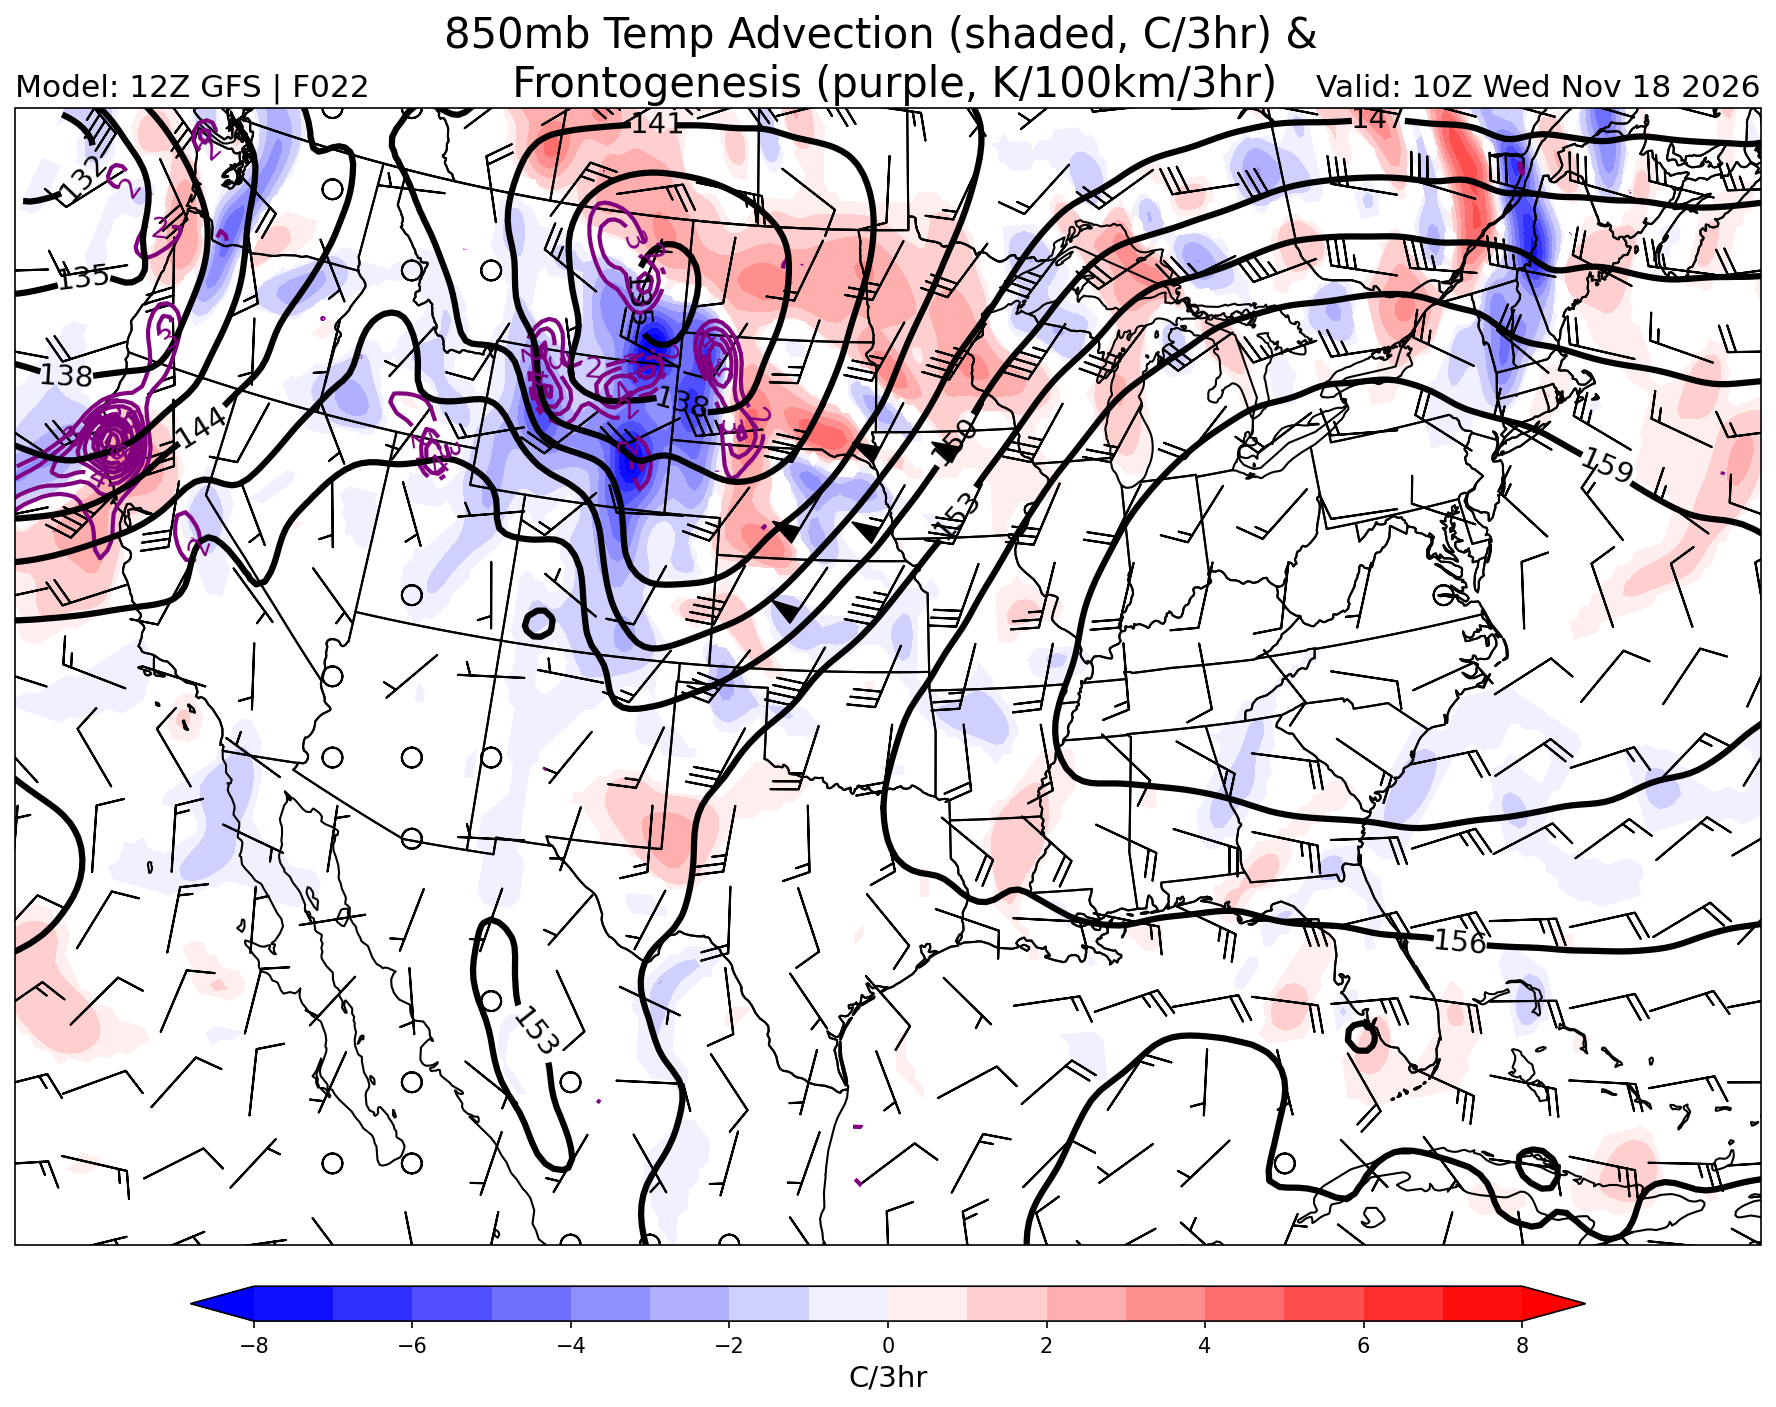 850mb Temp Advection (shaded, C/3hr) &
Frontogenesis (purple, K/100km/3hr)
Model: 12Z GFS | F022
Valid: 10Z Wed Nov 18 2026
141
147
132
135
135
138
138
144
150
153
159
156
153
−8 −6 −4 −2 0 2 4 6 8
C/3hr